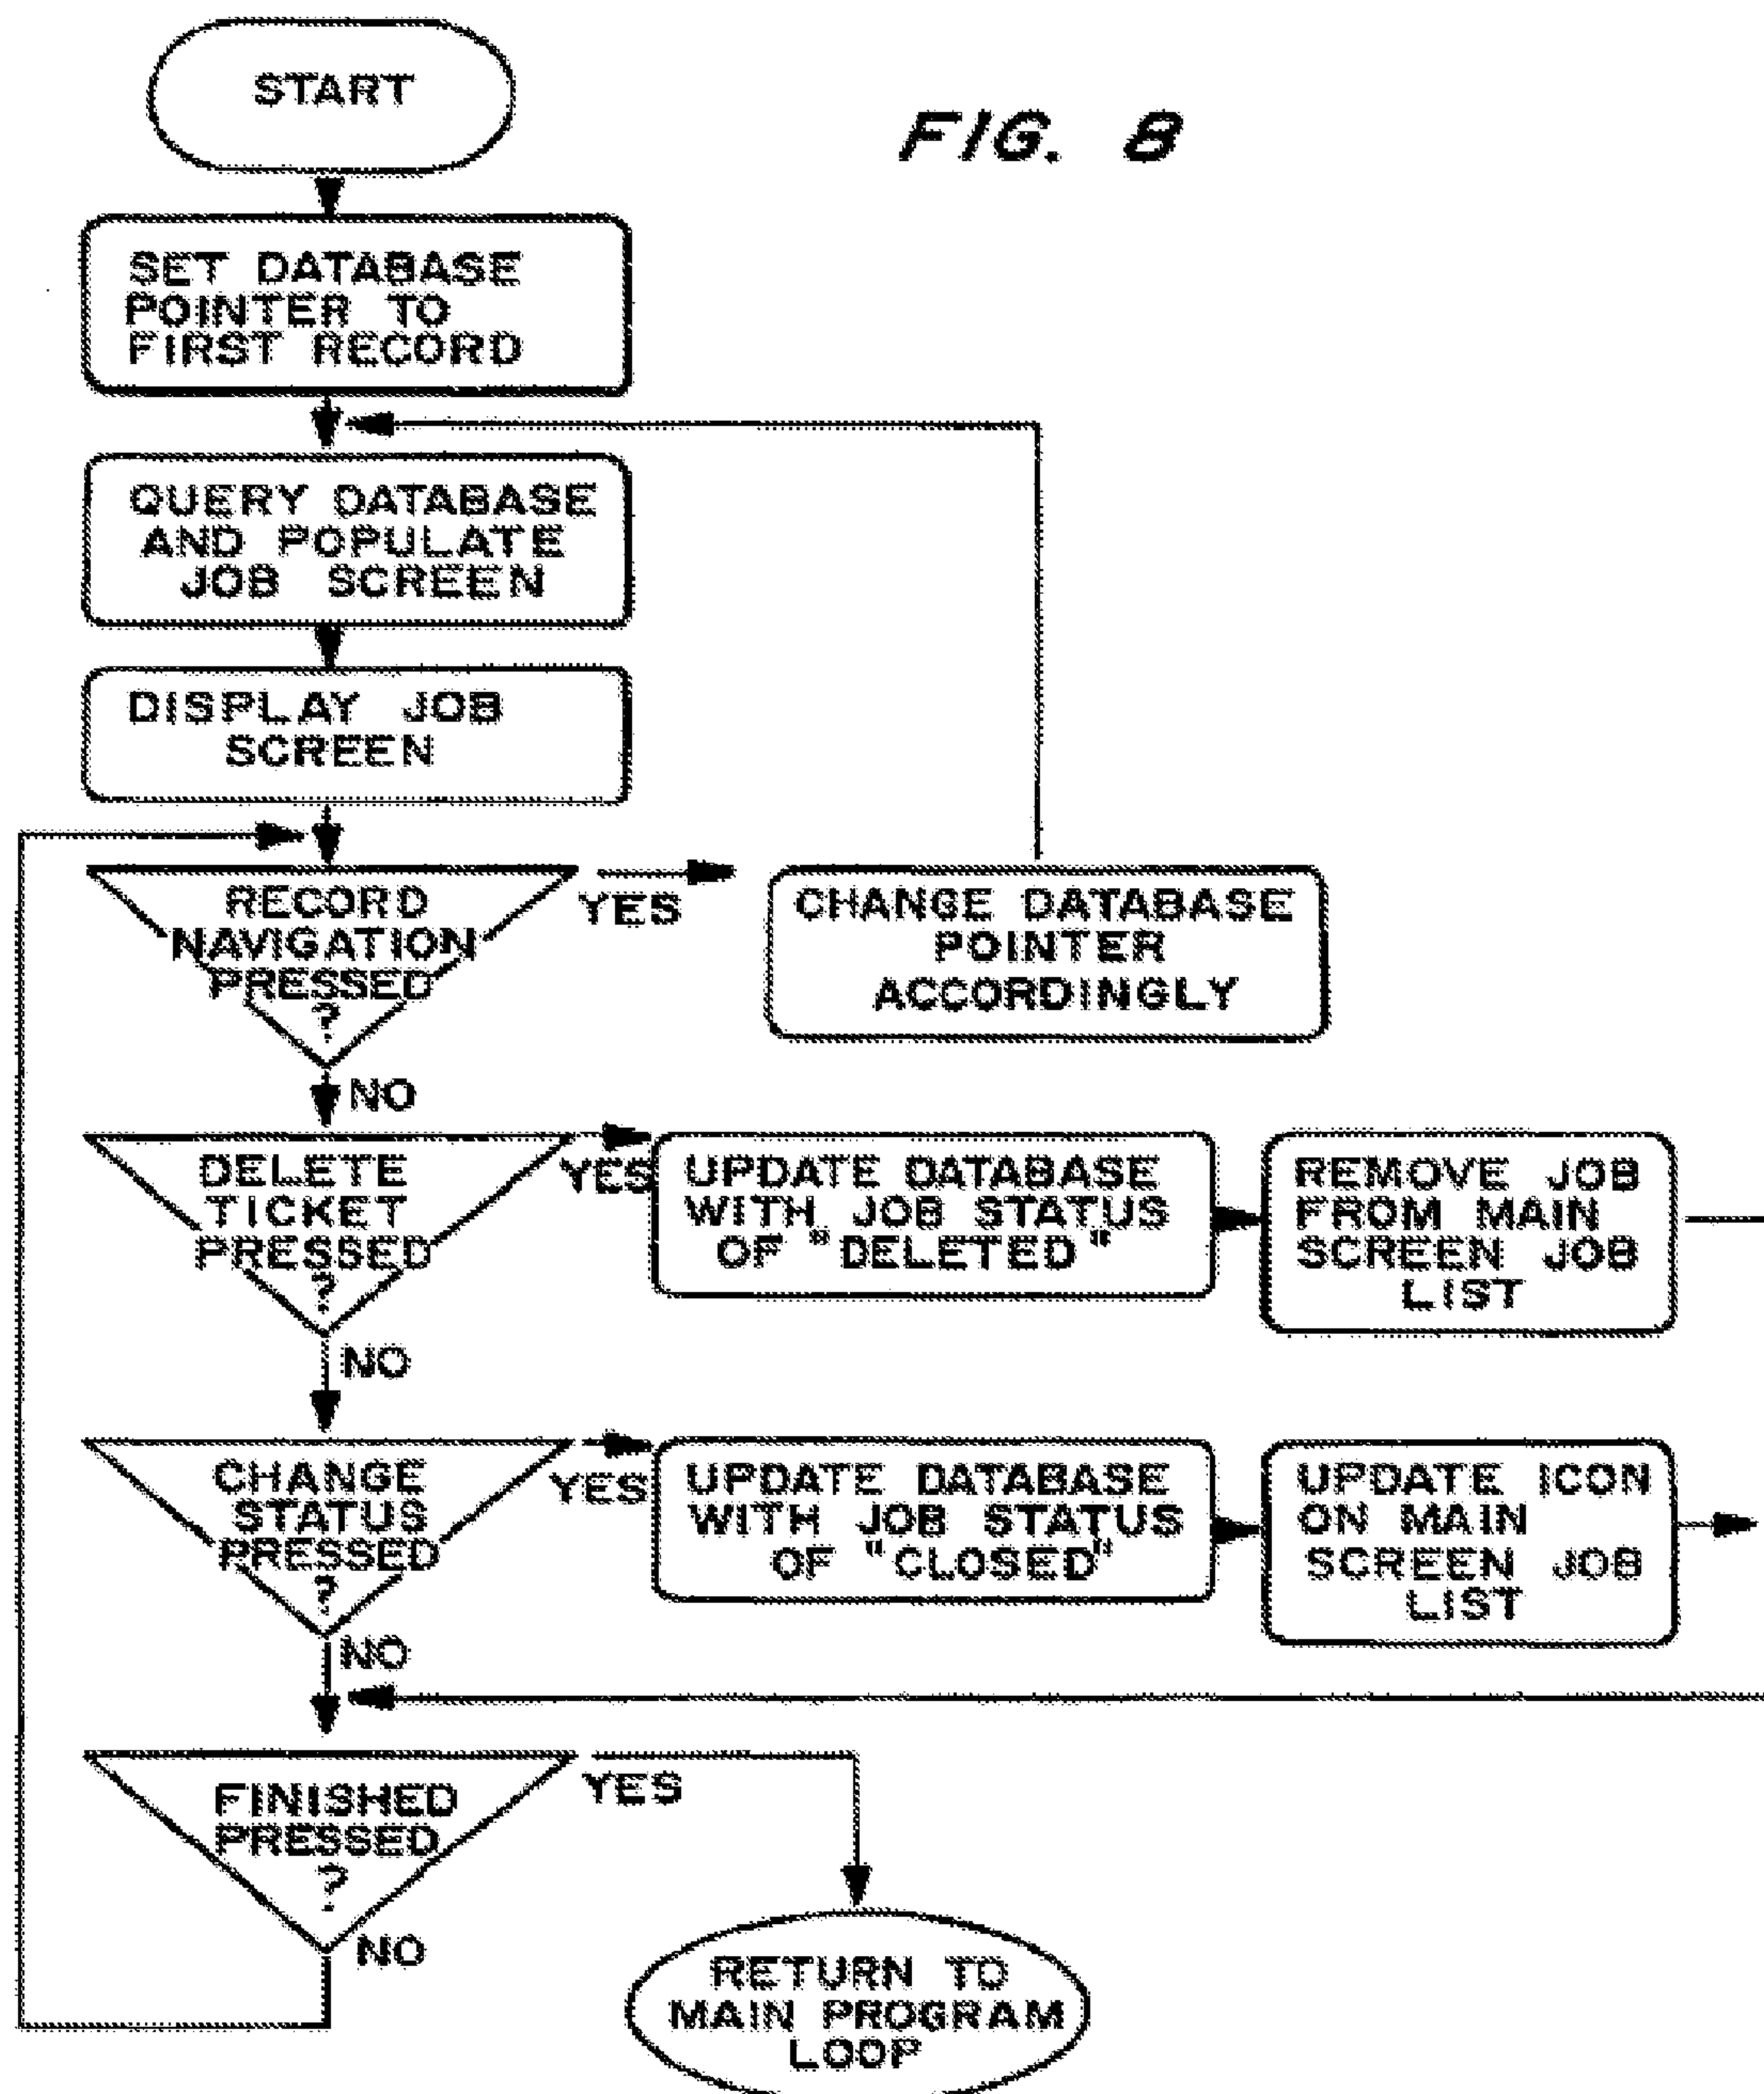 START
FIG. 8
SET DATABASE
POINTER TO
FIRST RECORD
QUERY DATABASE
AND POPULATE
JOB SCREEN
DISPLAY JOB
SCREEN
RECORD
NAVIGATION
PRESSED
?
YES
CHANGE DATABASE
POINTER
ACCORDINGLY
NO
DELETE
TICKET
PRESSED
?
YES
UPDATE DATABASE
WITH JOB STATUS
OF "DELETED"
REMOVE JOB
FROM MAIN
SCREEN JOB
LIST
NO
CHANGE
STATUS
PRESSED
?
YES
UPDATE DATABASE
WITH JOB STATUS
OF "CLOSED"
UPDATE ICON
ON MAIN
SCREEN JOB
LIST
NO
FINISHED
PRESSED
?
YES
NO
RETURN TO
MAIN PROGRAM
LOOP